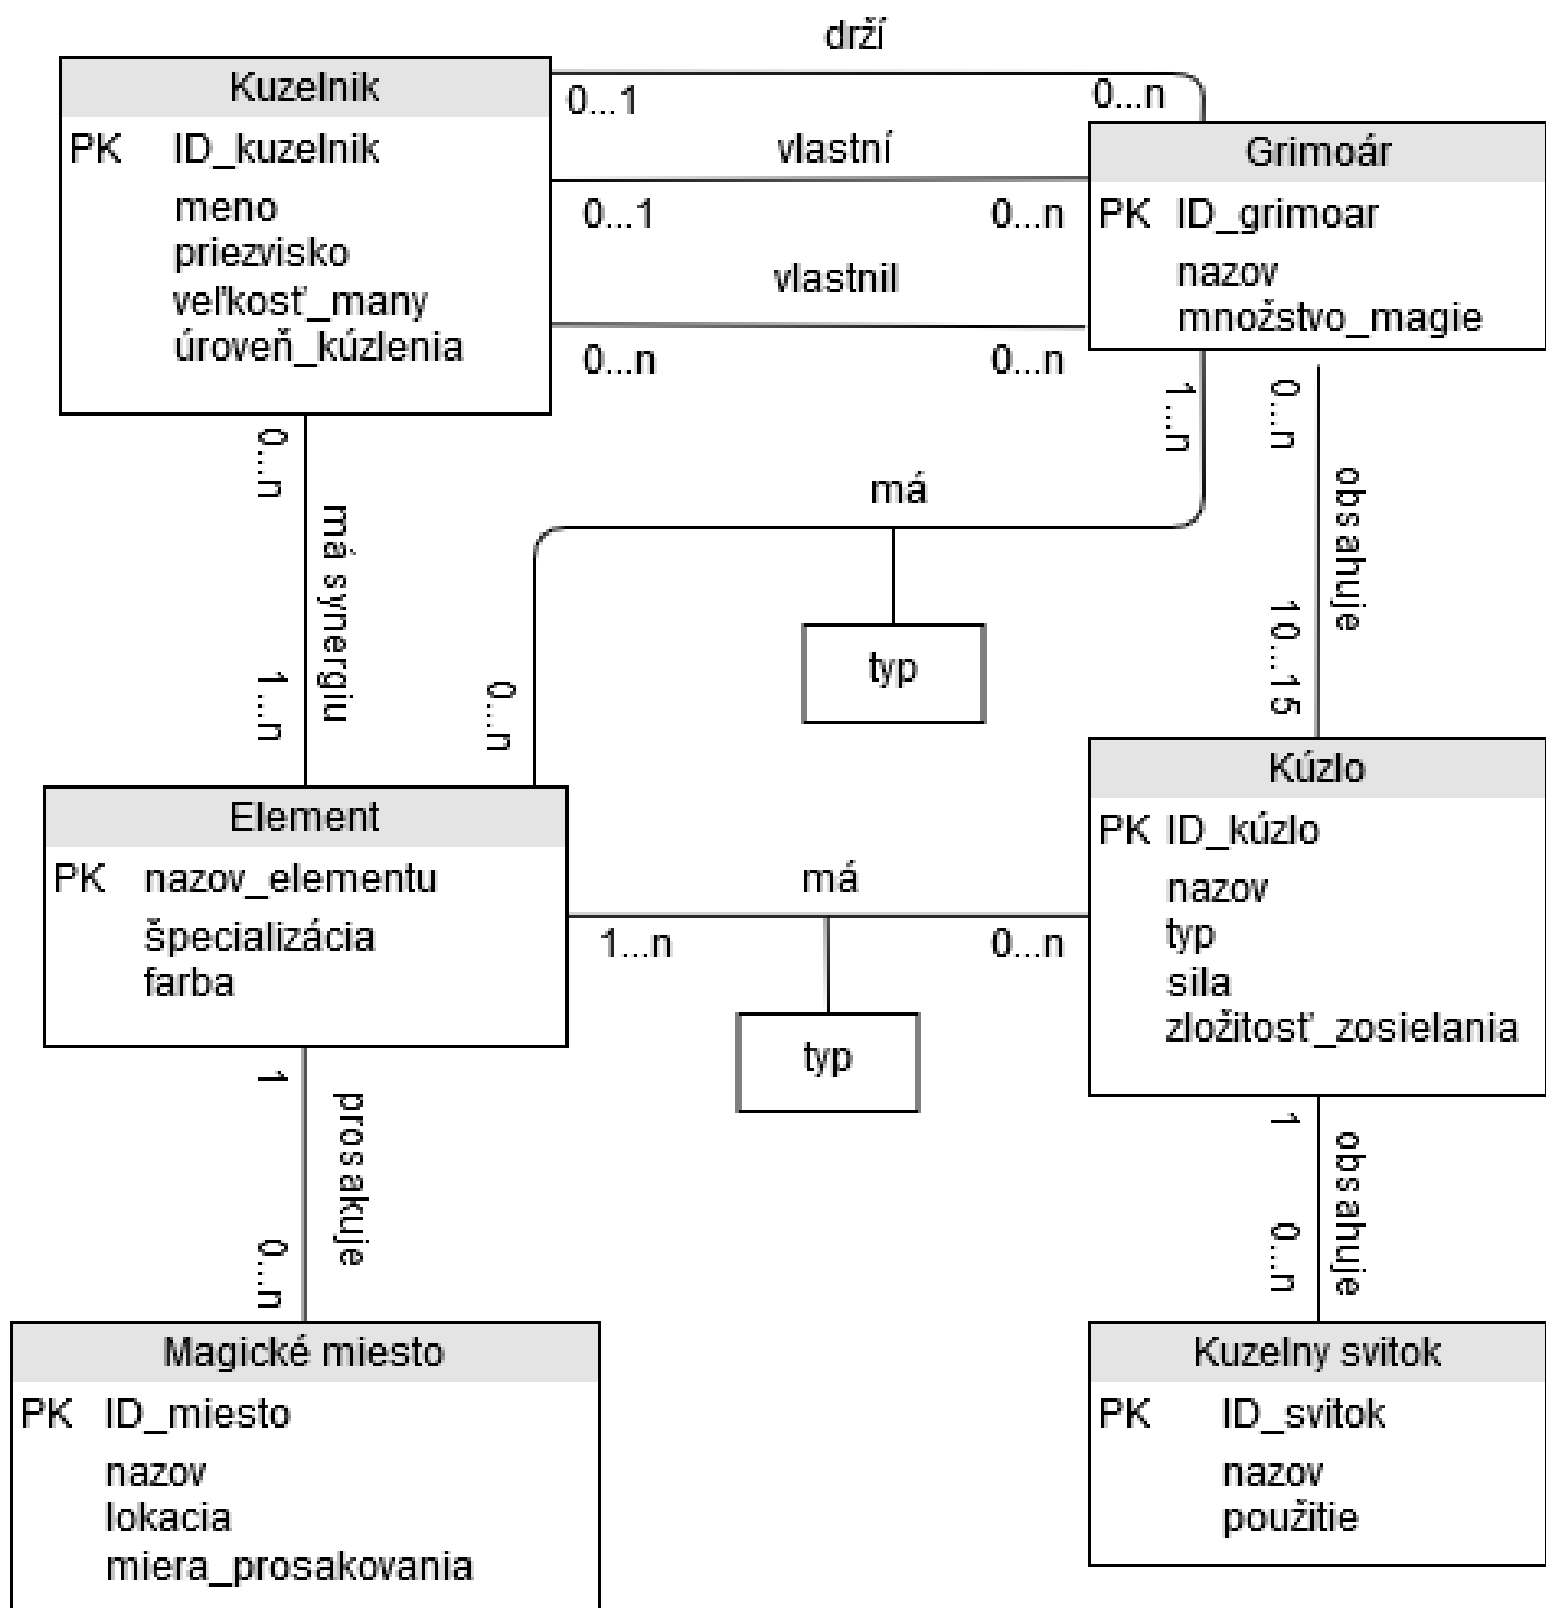 drží
Kuzelnik
0...1
0...n
PK ID_kuzelnik
vlastní
Grimoár
meno
0...1
0...n
PK ID_grimoar
priezvisko
vlastnil
nazov
veľkosť_many
množstvo_magie
úroveň_kúzlenia
0...n
0...n
0...n
1...n
0...n
má
obsahuje
má synergiu
typ
10...15
1...n
0...n
Kúzlo
Element
PK ID_kúzlo
PK nazov_elementu
má
nazov
špecializácia
1...n
0...n
typ
farba
sila
zložitosť_zosielania
typ
1
prosakuje
1
obsahuje
0...n
0...n
Magické miesto
Kuzelny svitok
PK ID_miesto
PK ID_svitok
nazov
nazov
lokacia
použitie
miera_prosakovania